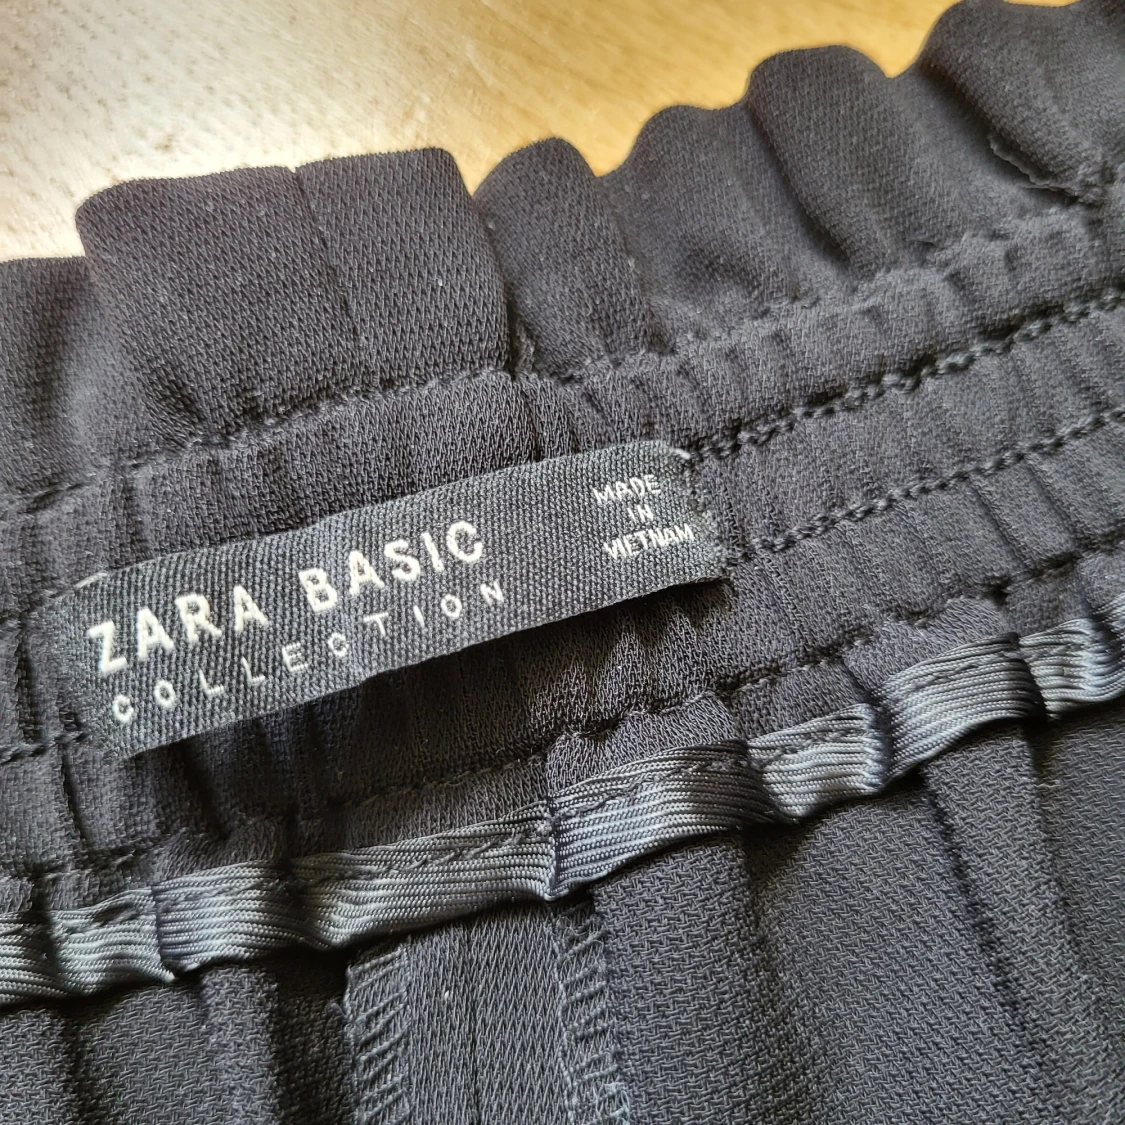 ZARA BASIC
COLLECTION
MADE
IN
VIETNAM